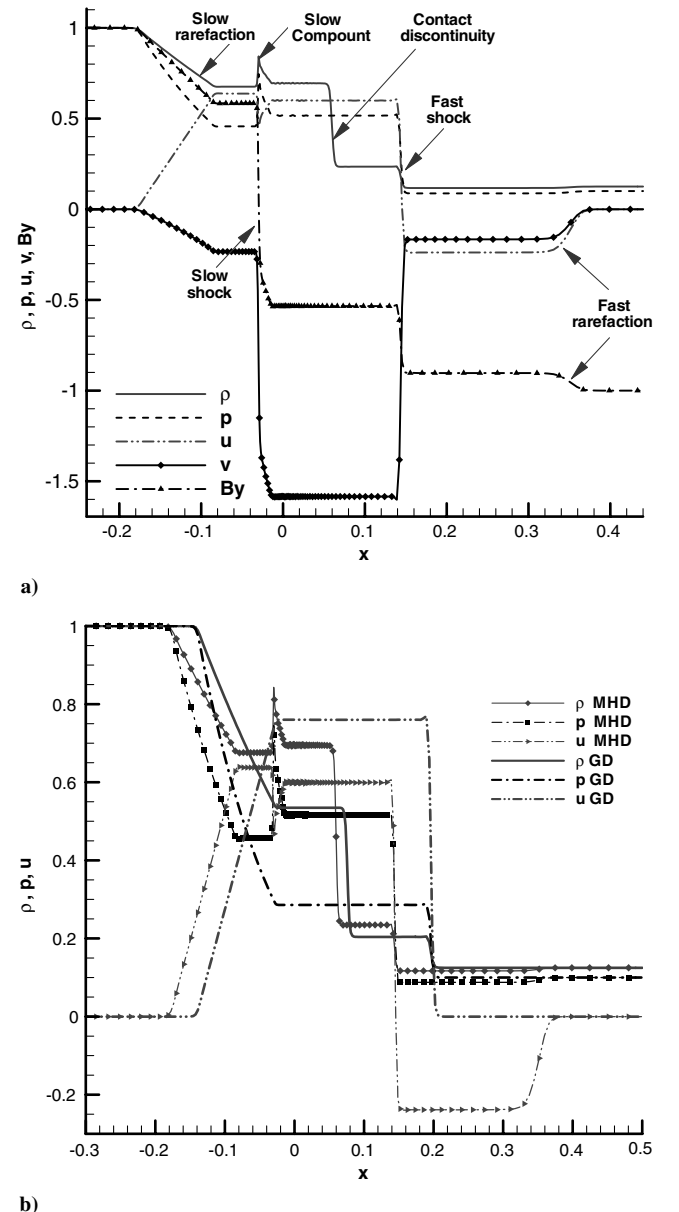 Slow
rarefaction
Slow
Compount
Contact
discontinuity
Fast
shock
Slow
shock
Fast
rarefaction
1
0.5
0
-0.5
-1
-1.5
ρ, p, u, v, By
ρ
p
u
v
By
-0.2 -0.1 0 0.1 0.2 0.3 0.4
x
a)
1
0.8
0.6
0.4
0.2
0
-0.2
ρ, p, u
ρ MHD
p MHD
u MHD
ρ GD
p GD
u GD
-0.3 -0.2 -0.1 0 0.1 0.2 0.3 0.4 0.5
x
b)